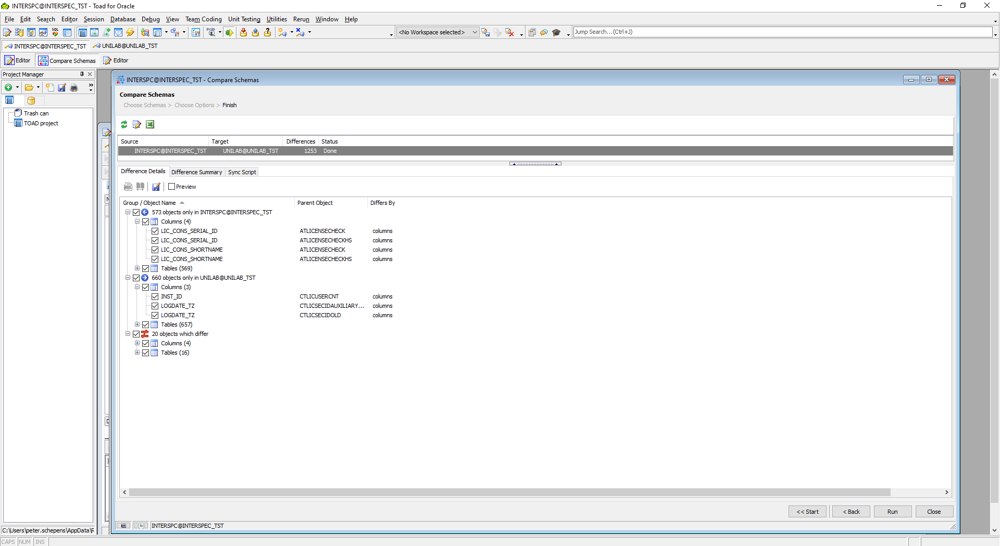 INTERSPC@INTERSPEC_TST - Toad for Oracle
File Edit Search Editor Session Database Debug View Team Coding Unit Testing Utilities Rerun Window Help
<No Workspace selected>
Jump Search...(Ctrl+J)
INTERSPC@INTERSPEC_TST UNILAB@UNILAB_TST
Editor Compare Schemas Editor
Project Manager
Trash can
TOAD project
INTERSPC@INTERSPEC_TST - Compare Schemas
Compare Schemas
Choose Schemas > Choose Options > Finish
Source Target Differences Status
INTERSPC@INTERSPEC_TST UNILAB@UNILAB_TST 1253 Done
Difference Details Difference Summary Sync Script
Preview
Group / Object Name Parent Object Differs By
573 objects only in INTERSPC@INTERSPEC_TST
Columns (4)
LIC_CONS_SERIAL_ID ATLICENSECHECK columns
LIC_CONS_SERIAL_ID ATLICENSECHECKHS columns
LIC_CONS_SHORTNAME ATLICENSECHECK columns
LIC_CONS_SHORTNAME ATLICENSECHECKHS columns
Tables (569)
660 objects only in UNILAB@UNILAB_TST
Columns (3)
INST_ID CTLICUSERCNT columns
LOGDATE_TZ CTLICSECIDAUXILIARY... columns
LOGDATE_TZ CTLICSECIDOLD columns
Tables (657)
20 objects which differ
Columns (4)
Tables (16)
<< Start < Back Run Close
INTERSPC@INTERSPEC_TST
C:\Users\peter.schepens\AppData\R
CAPS NUM INS